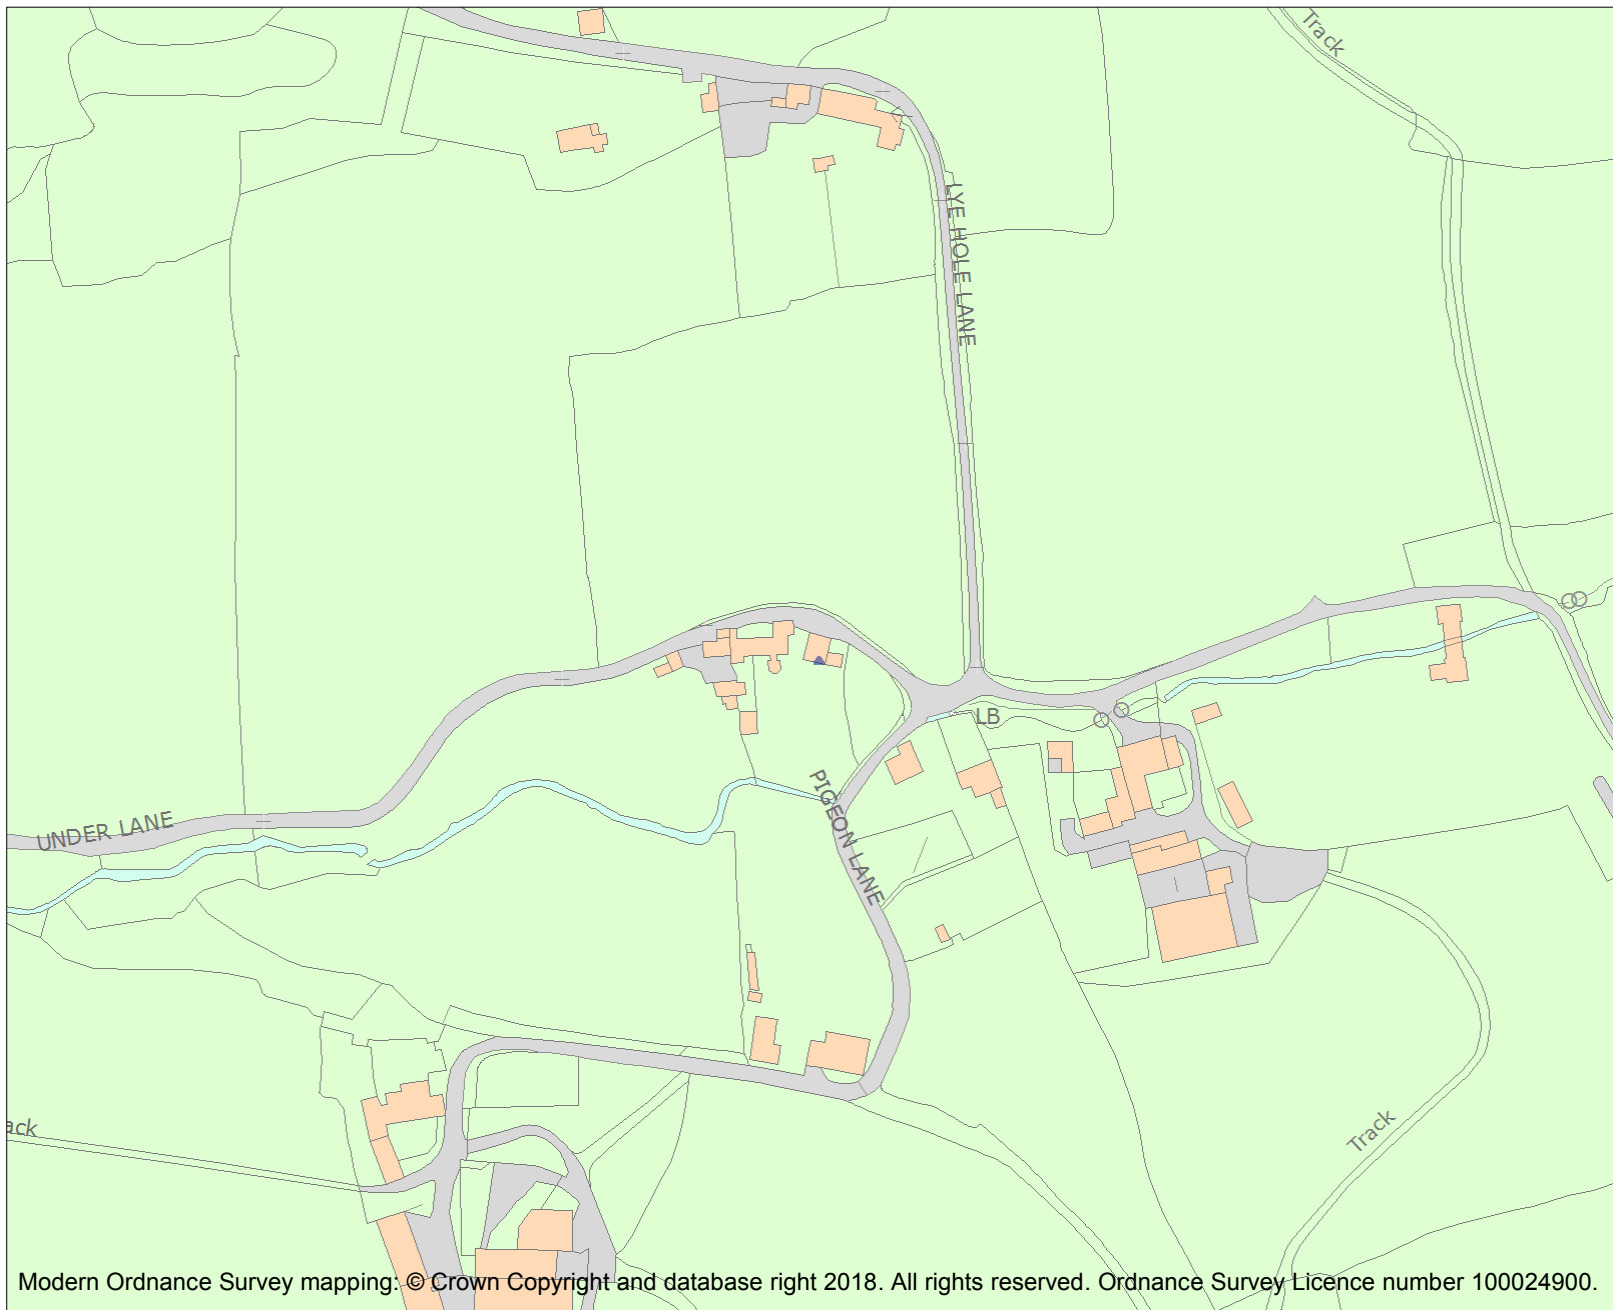 Track
LYE HOLE LANE
LB
UNDER LANE
PIGEON LANE
ack
Track
Modern Ordnance Survey mapping: © Crown Copyright and database right 2018. All rights reserved. Ordnance Survey Licence number 100024900.